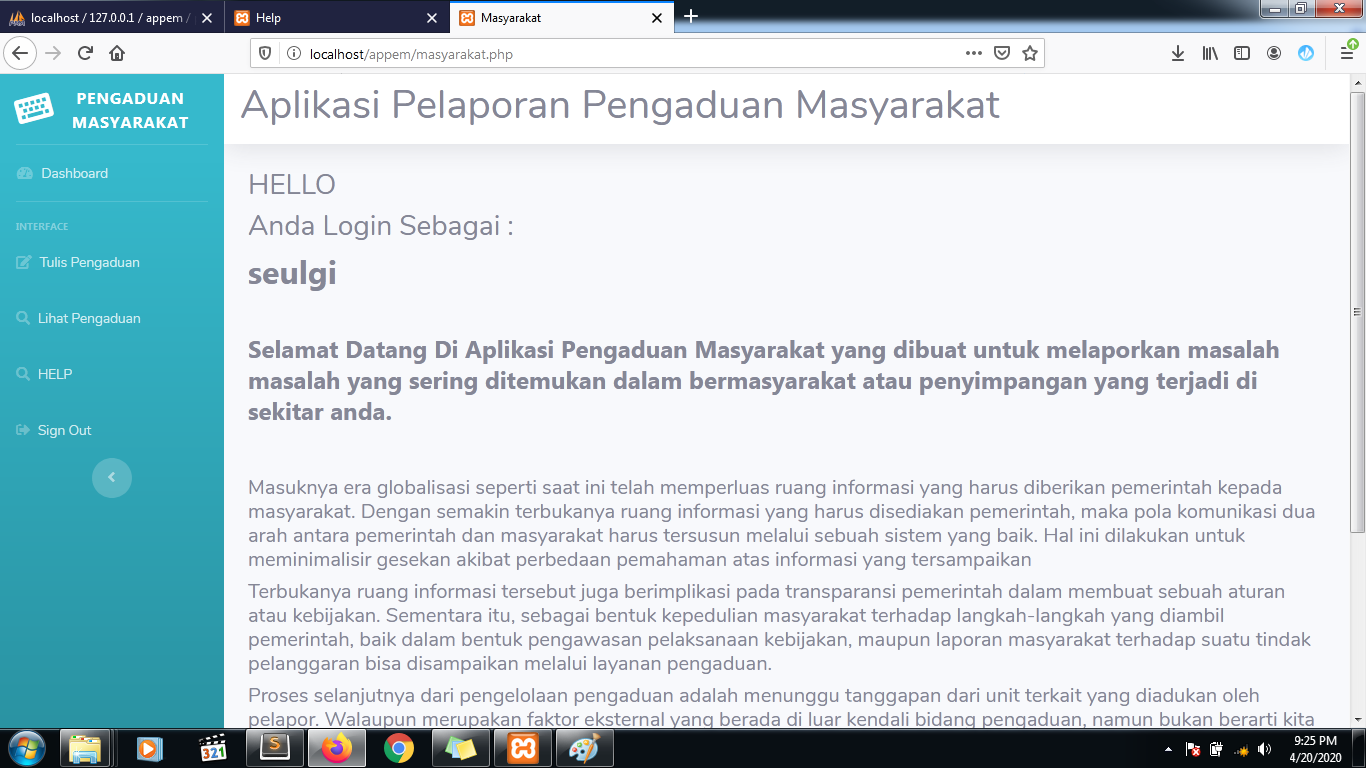 localhost / 127.0.0.1 / appem /
Help
Masyarakat
localhost/appem/masyarakat.php
PENGADUAN
MASYARAKAT
Dashboard
INTERFACE
Tulis Pengaduan
Lihat Pengaduan
HELP
Sign Out
Aplikasi Pelaporan Pengaduan Masyarakat
HELLO
Anda Login Sebagai :
seulgi
Selamat Datang Di Aplikasi Pengaduan Masyarakat yang dibuat untuk melaporkan masalah
masalah yang sering ditemukan dalam bermasyarakat atau penyimpangan yang terjadi di
sekitar anda.
Masuknya era globalisasi seperti saat ini telah memperluas ruang informasi yang harus diberikan pemerintah kepada
masyarakat. Dengan semakin terbukanya ruang informasi yang harus disediakan pemerintah, maka pola komunikasi dua
arah antara pemerintah dan masyarakat harus tersusun melalui sebuah sistem yang baik. Hal ini dilakukan untuk
meminimalisir gesekan akibat perbedaan pemahaman atas informasi yang tersampaikan
Terbukanya ruang informasi tersebut juga berimplikasi pada transparansi pemerintah dalam membuat sebuah aturan
atau kebijakan. Sementara itu, sebagai bentuk kepedulian masyarakat terhadap langkah-langkah yang diambil
pemerintah, baik dalam bentuk pengawasan pelaksanaan kebijakan, maupun laporan masyarakat terhadap suatu tindak
pelanggaran bisa disampaikan melalui layanan pengaduan.
Proses selanjutnya dari pengelolaan pengaduan adalah menunggu tanggapan dari unit terkait yang diadukan oleh
pelapor. Walaupun merupakan faktor eksternal yang berada di luar kendali bidang pengaduan, namun bukan berarti kita
321
S
9:25 PM
4/20/2020